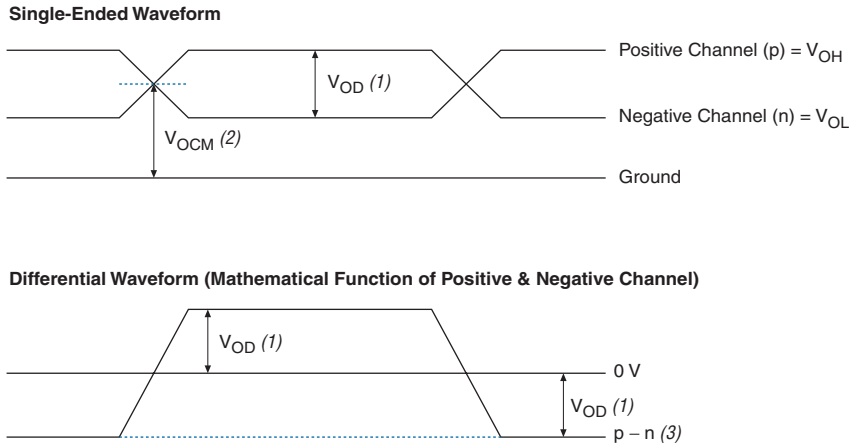 Single-Ended Waveform
Positive Channel (p) = VOH
VOD (1)
Negative Channel (n) = VOL
VOCM (2)
Ground
Differential Waveform (Mathematical Function of Positive & Negative Channel)
VOD (1)
0 V
VOD (1)
p – n (3)